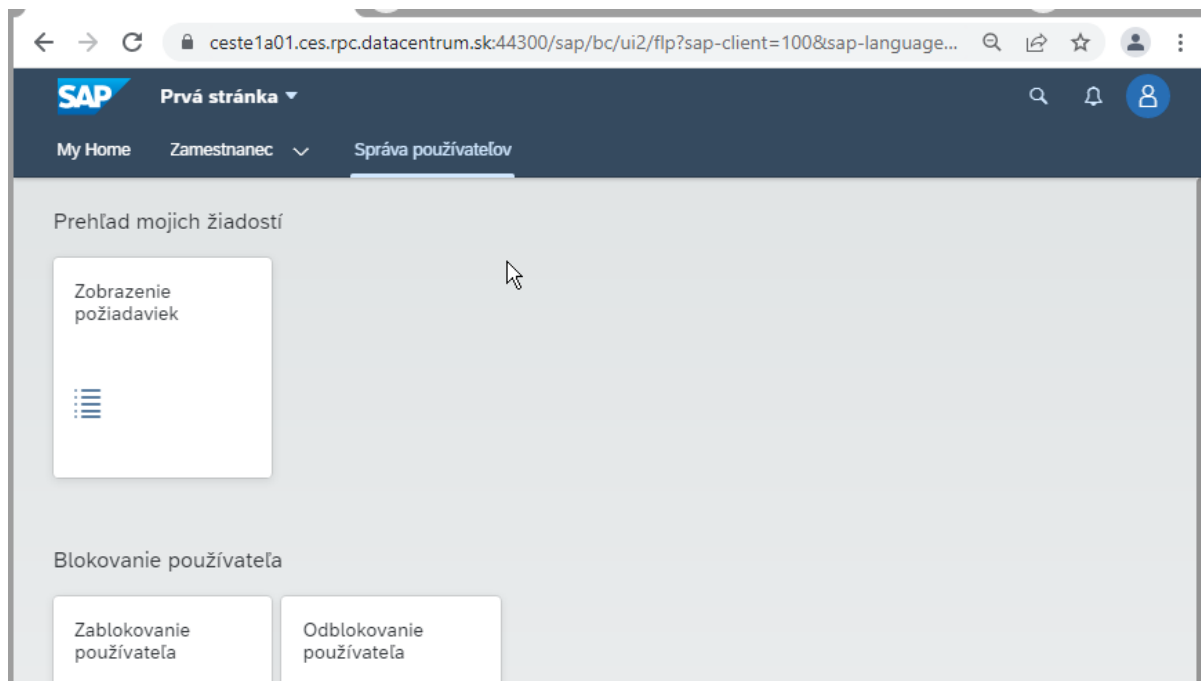 ceste1a01.ces.rpc.datacentrum.sk:44300/sap/bc/ui2/flp?sap-client=100&sap-language...
SAP Prvá stránka
My Home Zamestnanec Správa používateľov
Prehľad mojich žiadostí
Zobrazenie
požiadaviek
Blokovanie používateľa
Zablokovanie
používateľa
Odblokovanie
používateľa